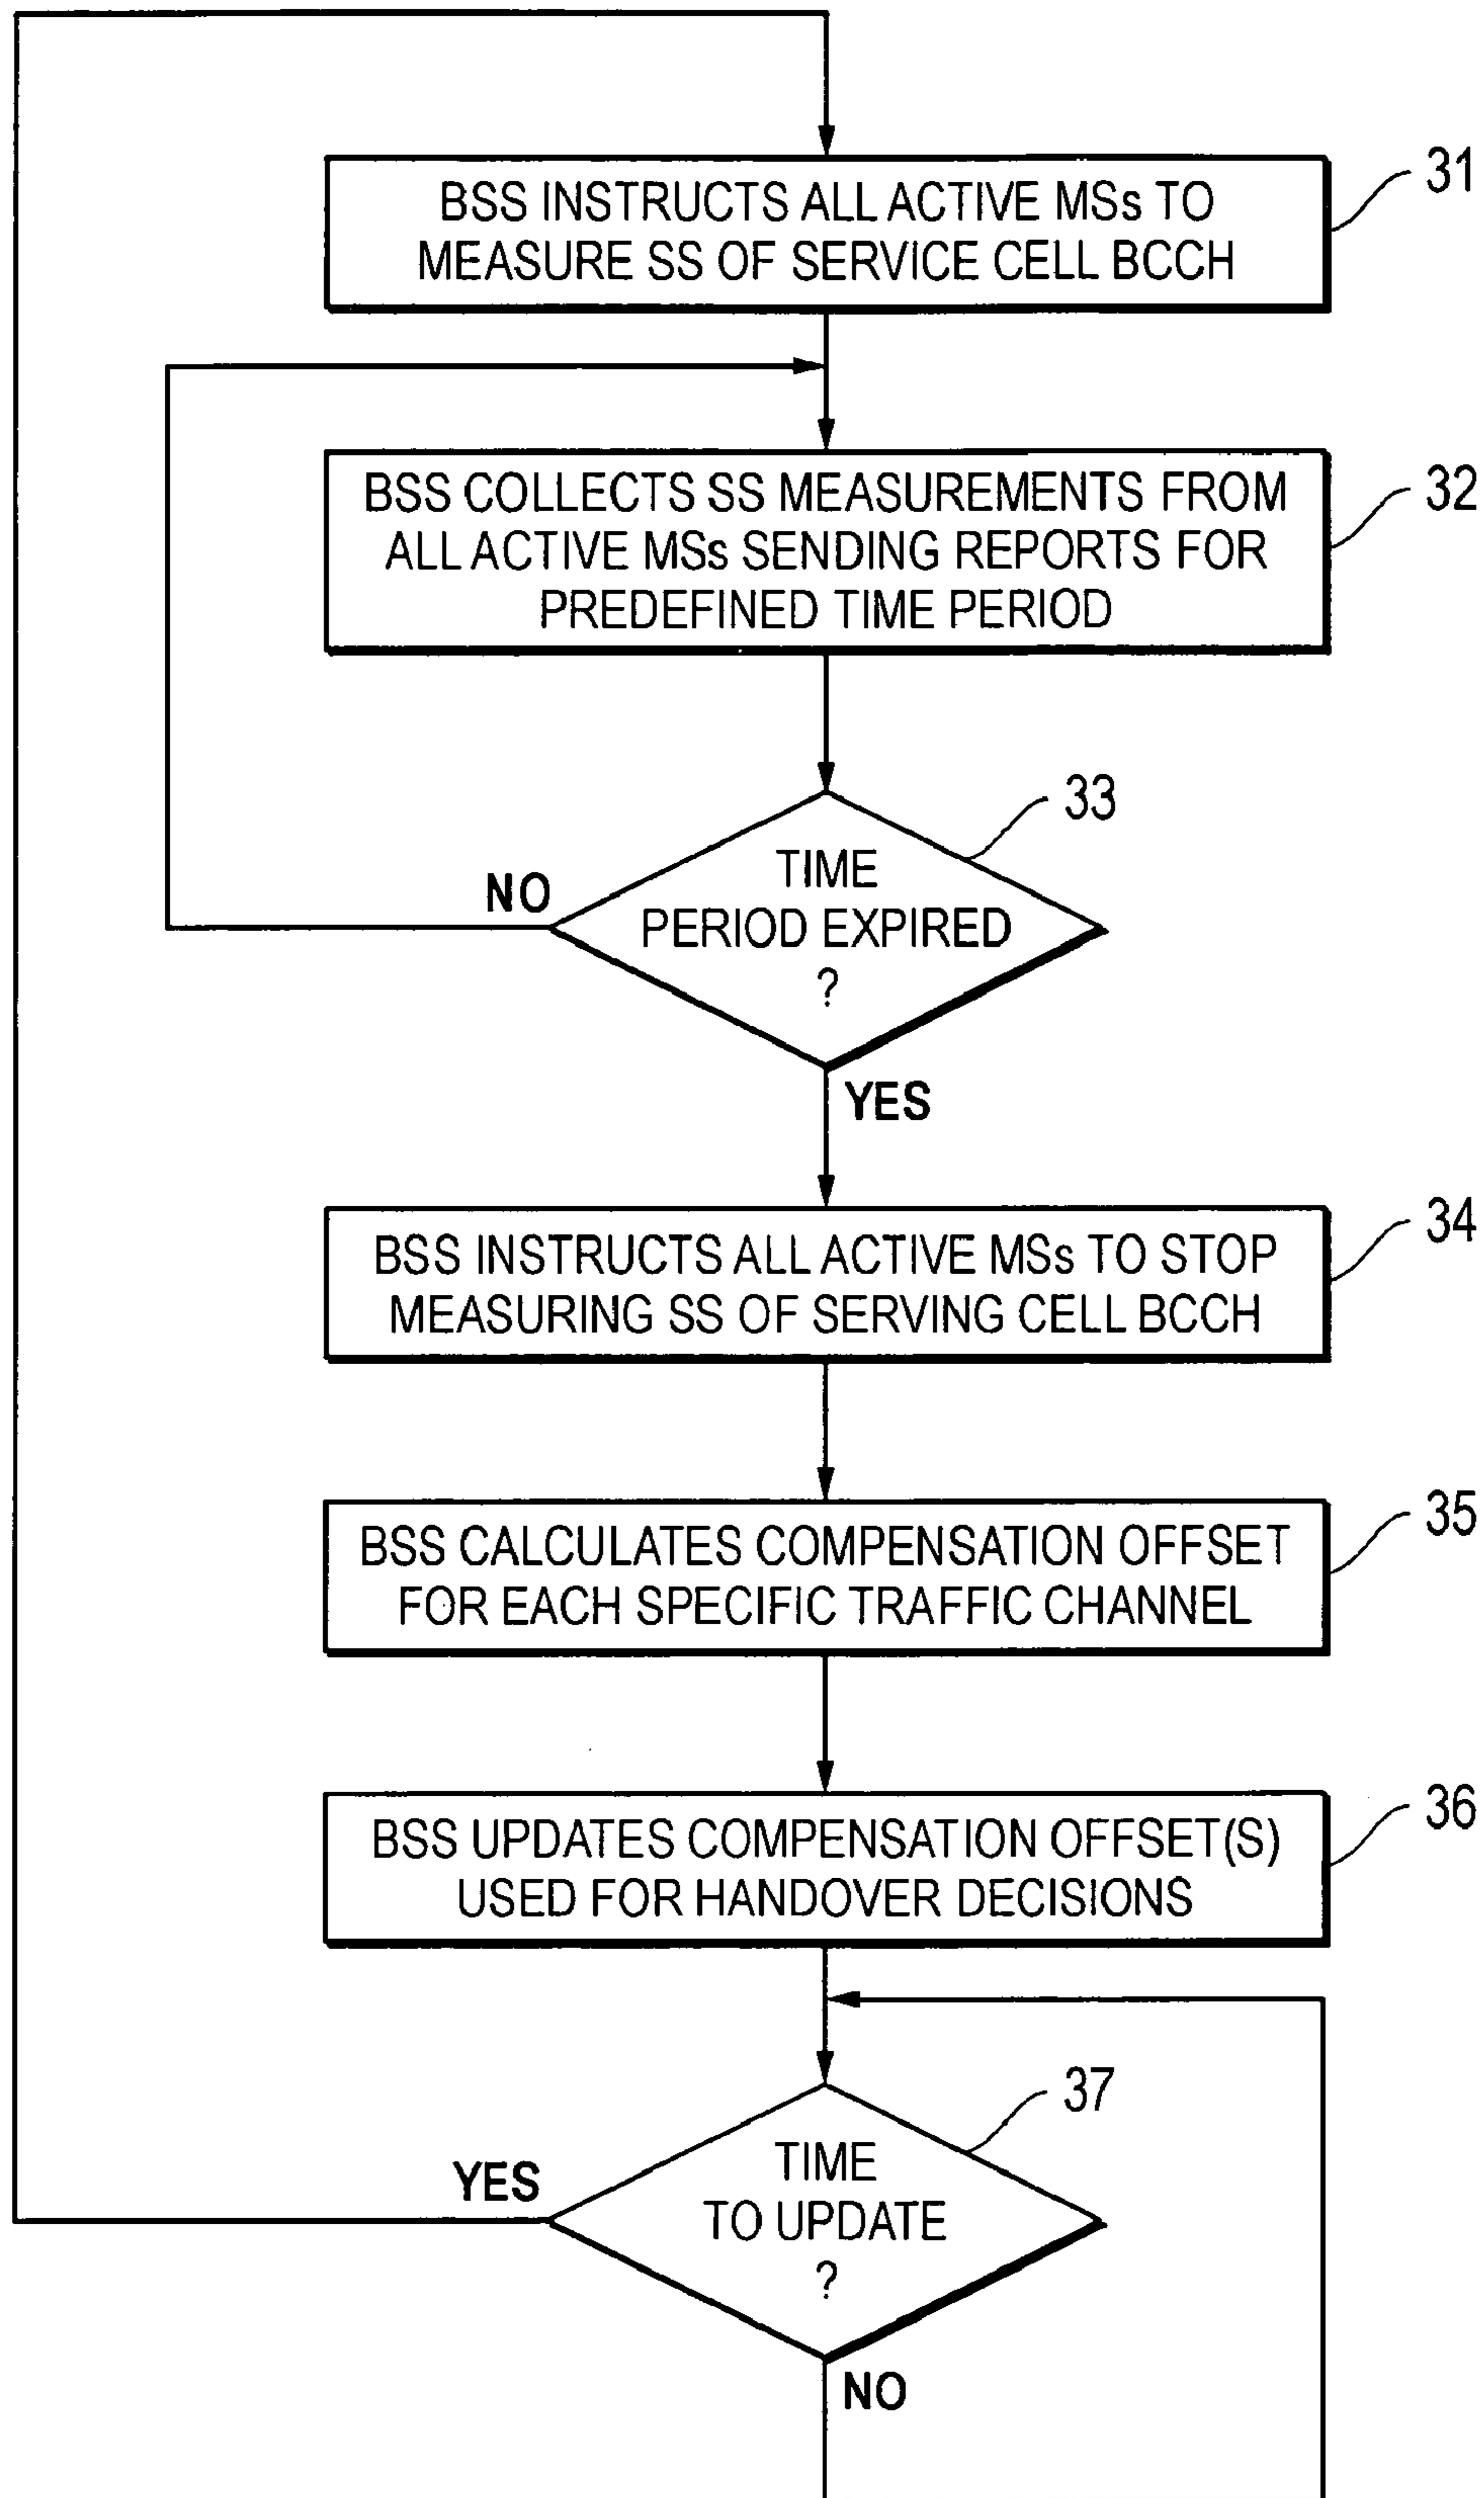 31
BSS INSTRUCTS ALL ACTIVE MSs TO
MEASURE SS OF SERVICE CELL BCCH
32
BSS COLLECTS SS MEASUREMENTS FROM
ALL ACTIVE MSs SENDING REPORTS FOR
PREDEFINED TIME PERIOD
33
TIME
PERIOD EXPIRED
?
NO
YES
34
BSS INSTRUCTS ALL ACTIVE MSs TO STOP
MEASURING SS OF SERVING CELL BCCH
35
BSS CALCULATES COMPENSATION OFFSET
FOR EACH SPECIFIC TRAFFIC CHANNEL
36
BSS UPDATES COMPENSATION OFFSET(S)
USED FOR HANDOVER DECISIONS
37
TIME
TO UPDATE
?
YES
NO